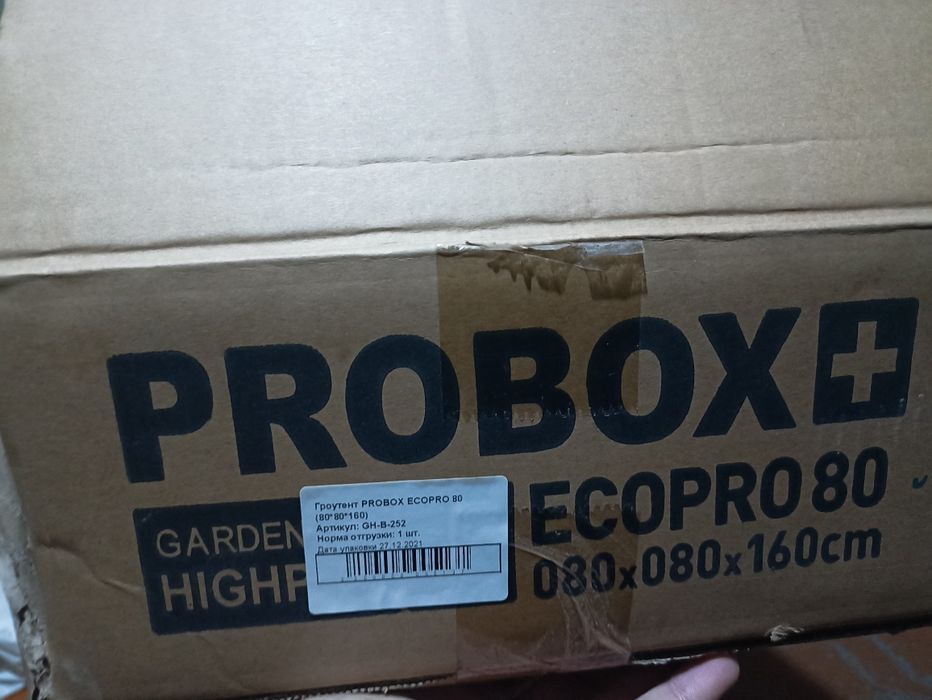 PROBOX
ECOPRO 80
080x080x160cm
GARDEN
HIGHP
Гроутент PROBOX ECOPRO 80
(80*80*160)
Артикул: GH-B-252
Норма отгрузки: 1 шт.
Дата упаковки 27.12.2021